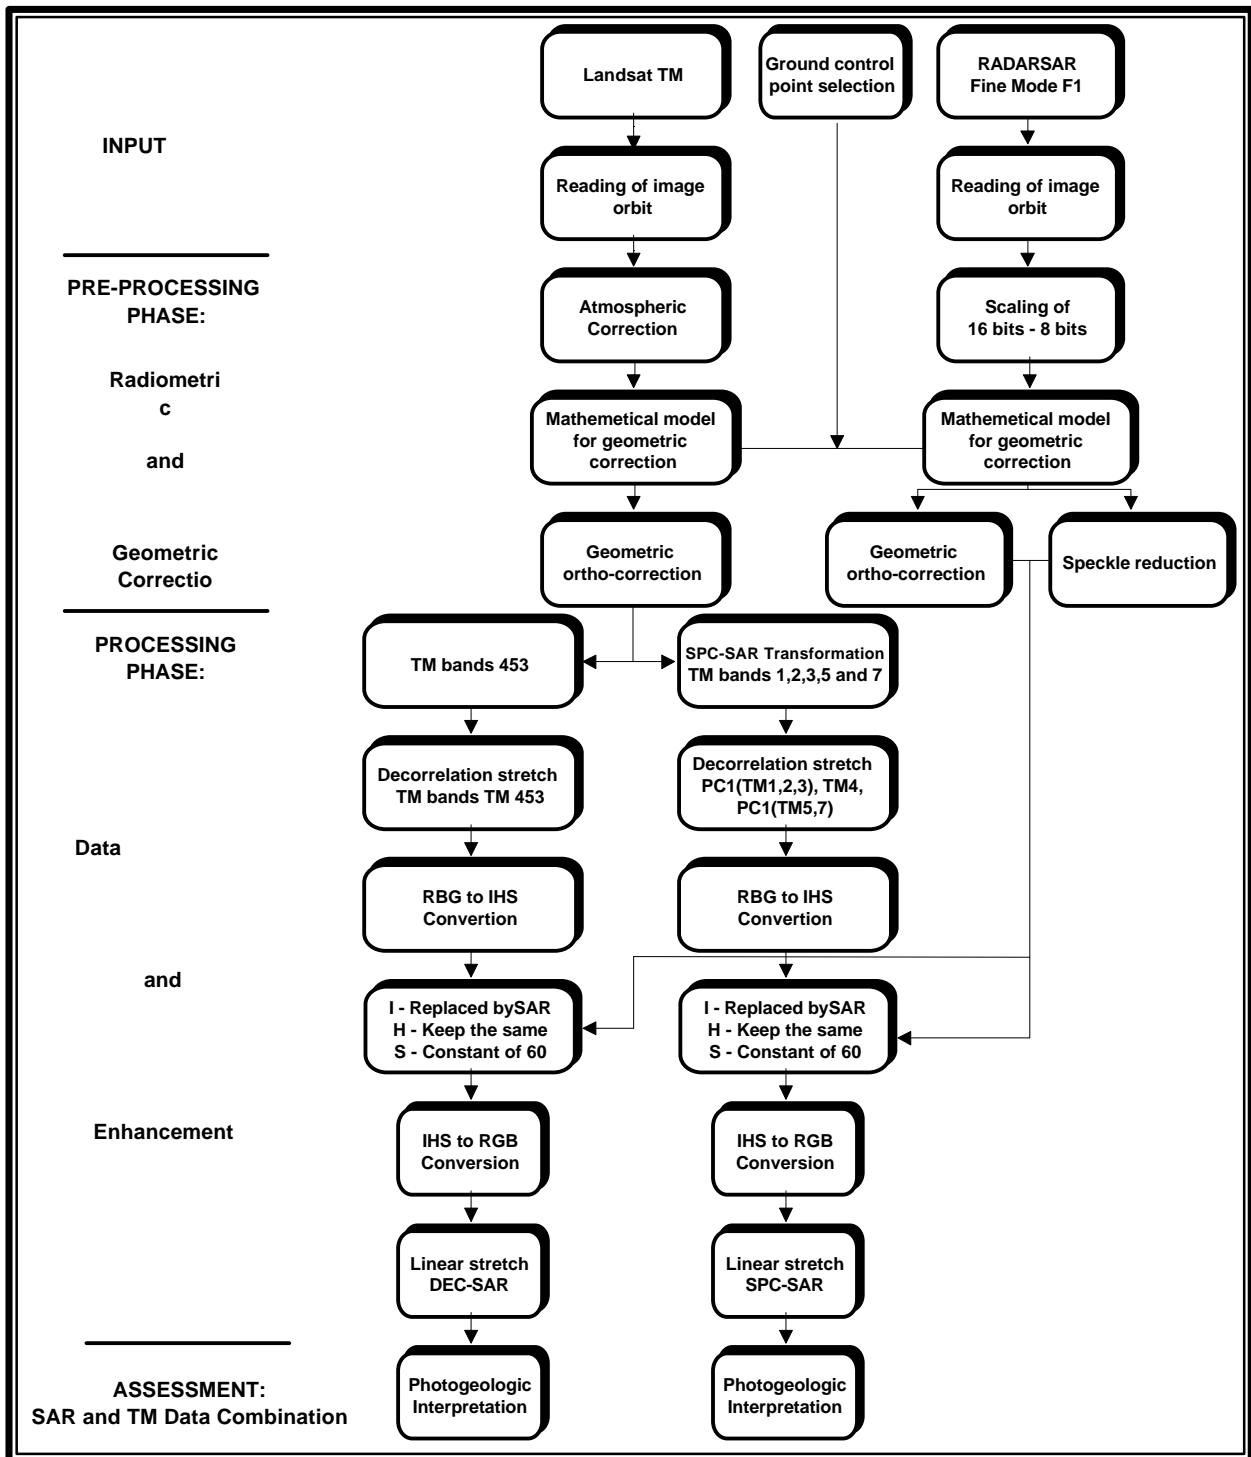 Landsat TM
Ground control
point selection
RADARSAR
Fine Mode F1
INPUT
Reading of image
orbit
Reading of image
orbit
PRE-PROCESSING
PHASE:
Atmospheric
Correction
Scaling of
16 bits - 8 bits
Radiometri
c
and
Mathemetical model
for geometric
correction
Mathemetical model
for geometric
correction
Geometric
Correctio
Geometric
ortho-correction
Geometric
ortho-correction
Speckle reduction
PROCESSING
PHASE:
TM bands 453
SPC-SAR Transformation
TM bands 1,2,3,5 and 7
Decorrelation stretch
TM bands TM 453
Decorrelation stretch
PC1(TM1,2,3), TM4,
PC1(TM5,7)
Data
RBG to IHS
Convertion
RBG to IHS
Convertion
and
I - Replaced bySAR
H - Keep the same
S - Constant of 60
I - Replaced bySAR
H - Keep the same
S - Constant of 60
Enhancement
IHS to RGB
Conversion
IHS to RGB
Conversion
Linear stretch
DEC-SAR
Linear stretch
SPC-SAR
ASSESSMENT:
SAR and TM Data Combination
Photogeologic
Interpretation
Photogeologic
Interpretation